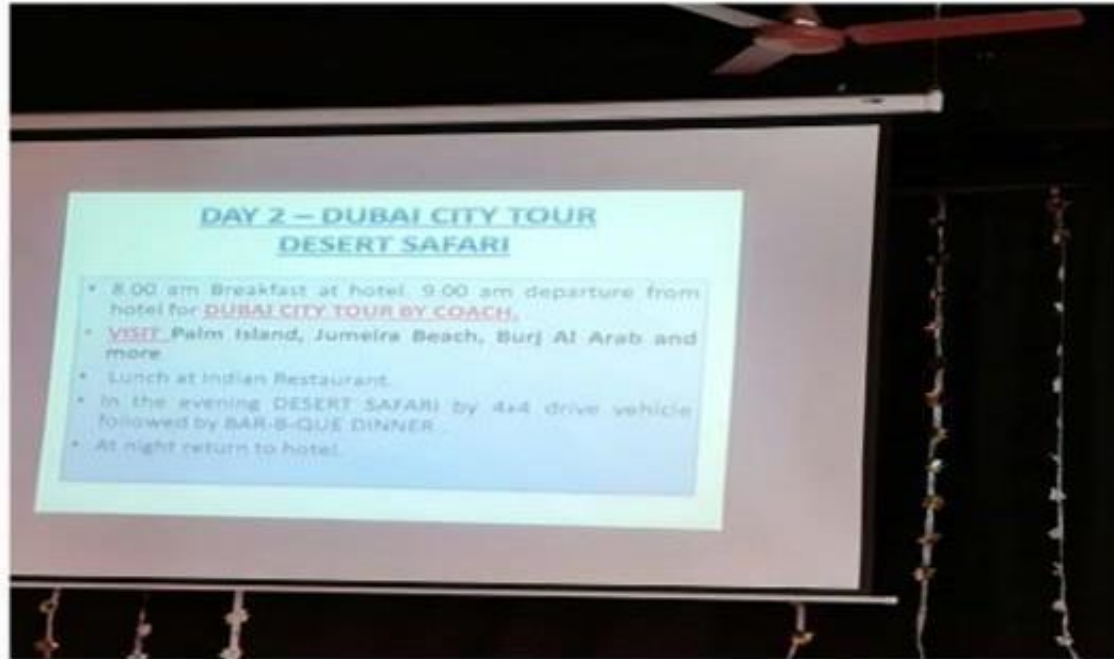 DAY 2 – DUBAI CITY TOUR
DESERT SAFARI
• 8.00 am Breakfast at hotel. 9.00 am departure from
hotel for DUBAI CITY TOUR BY COACH.
• VISIT Palm Island, Jumeira Beach, Burj Al Arab and
more
• Lunch at Indian Restaurant.
• In the evening DESERT SAFARI by 4x4 drive vehicle
followed by BAR-B-QUE DINNER
• At night return to hotel.